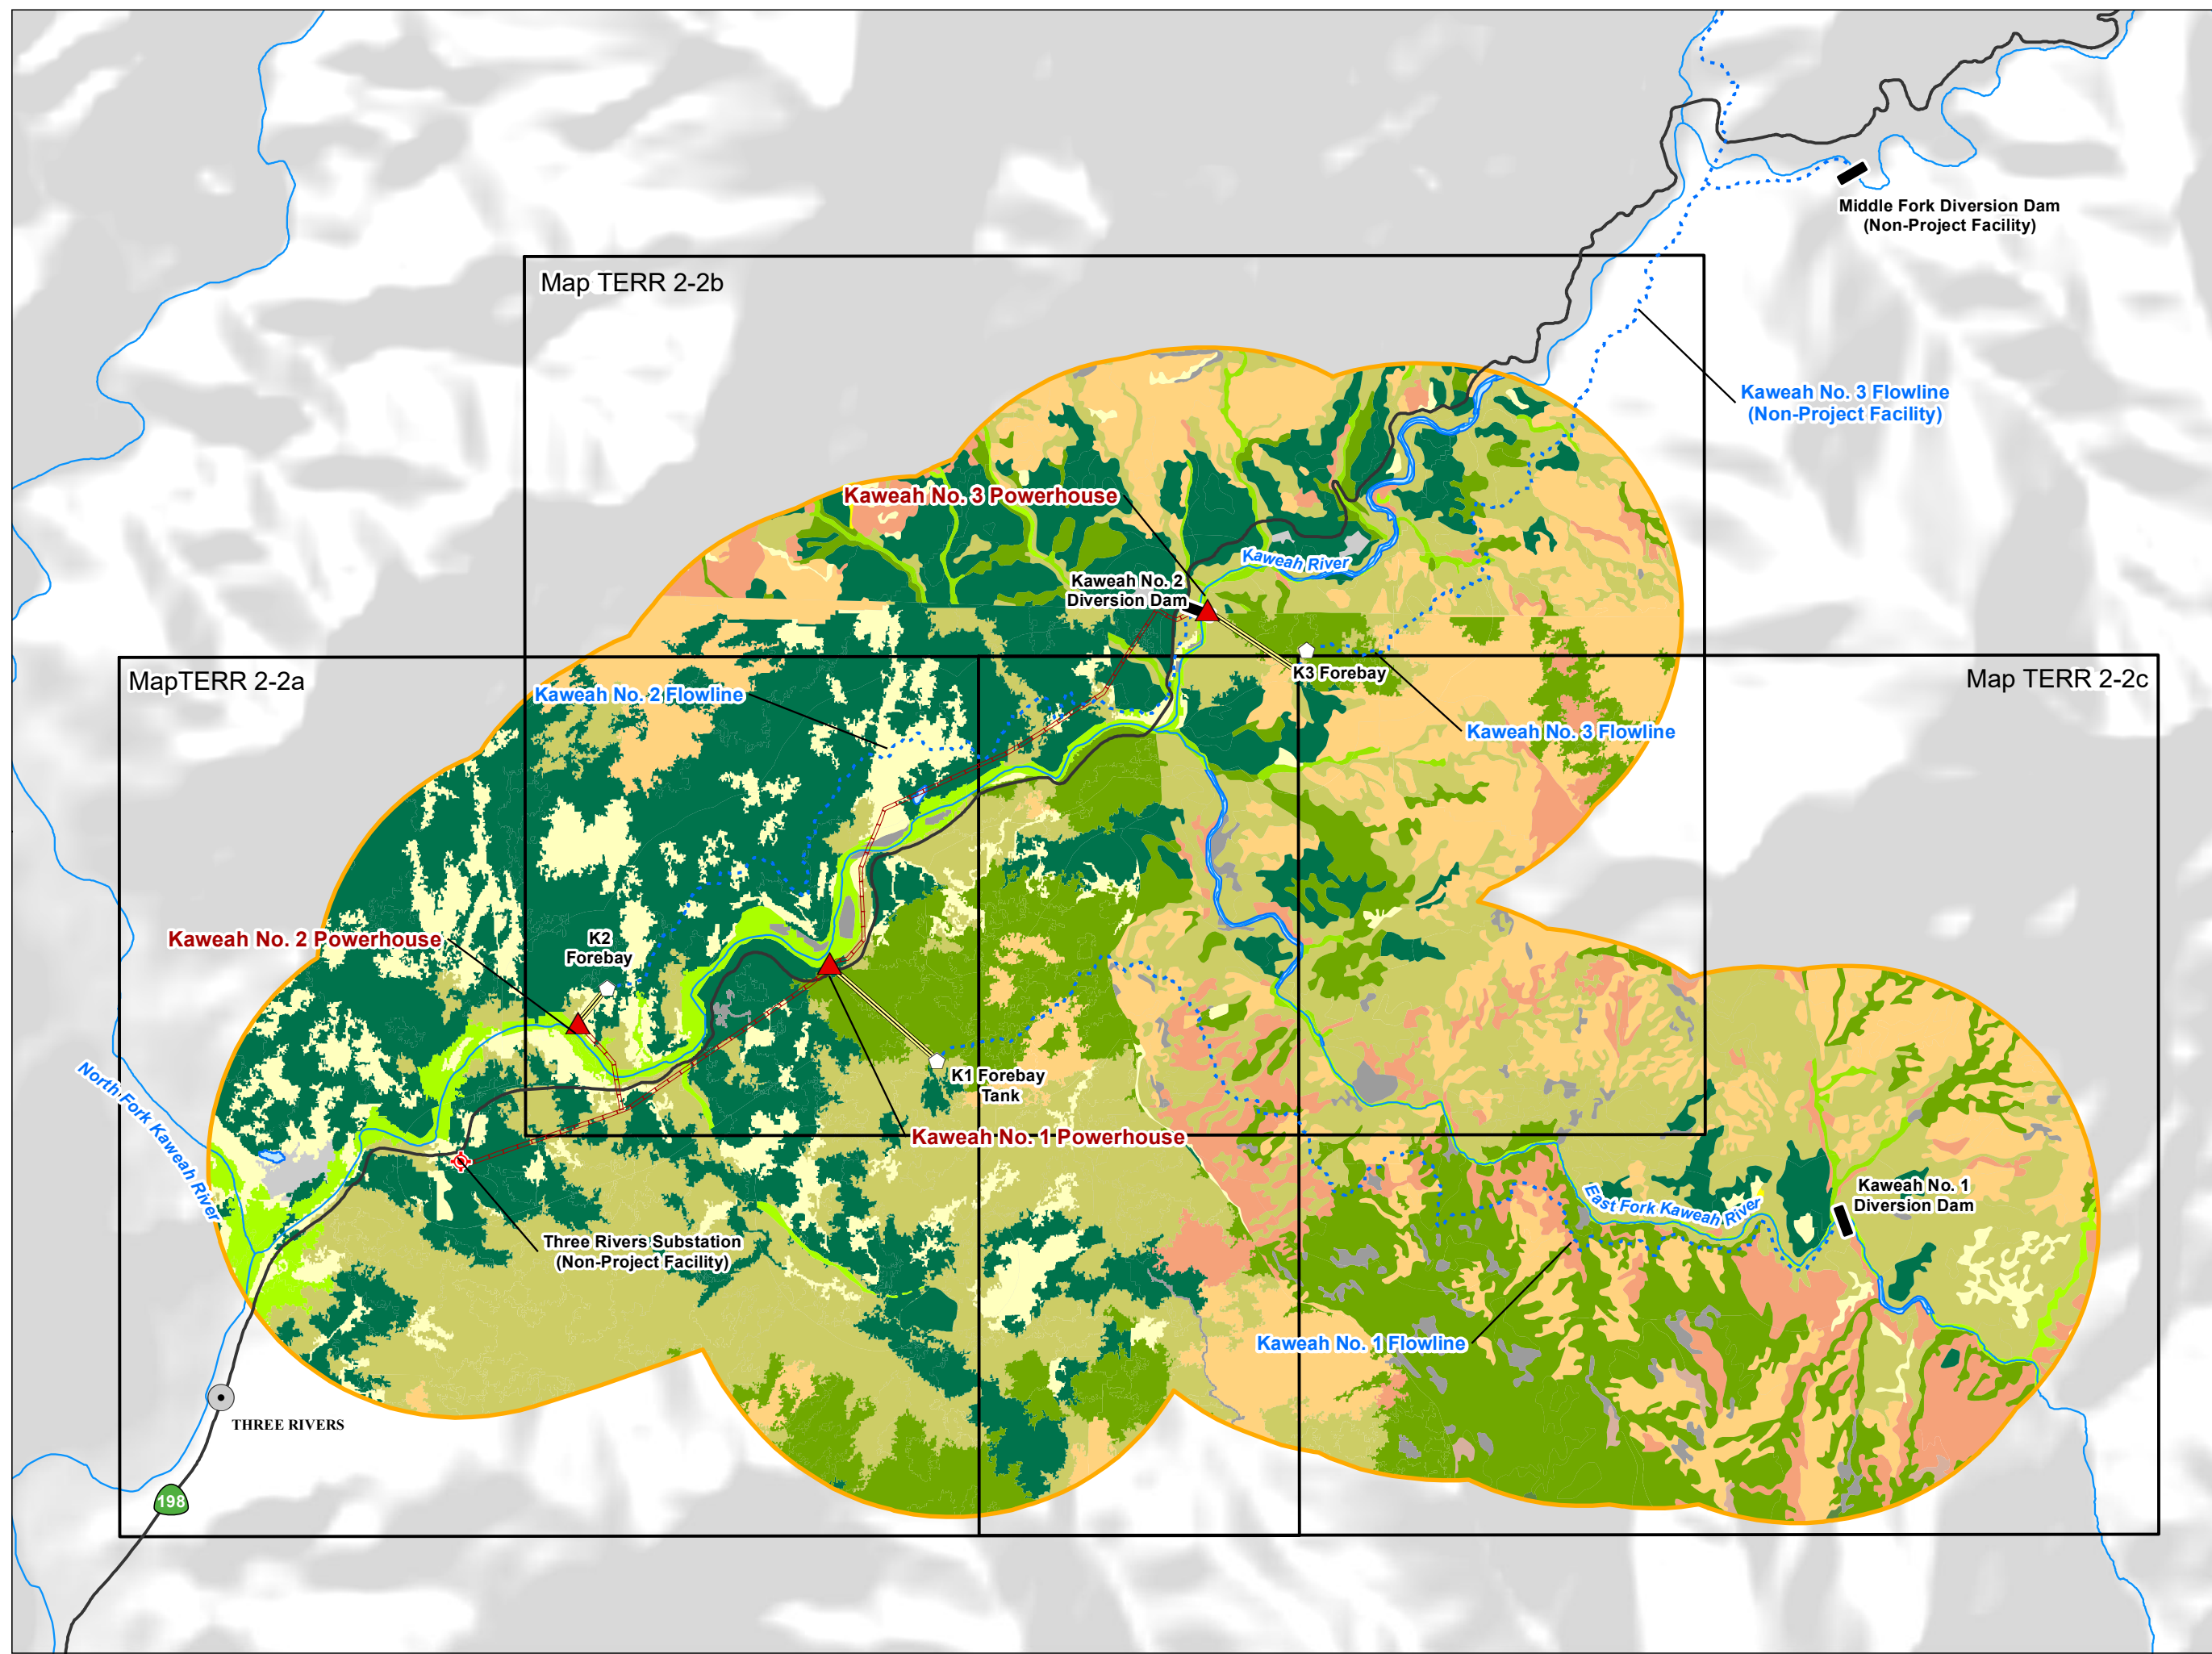 Middle Fork Diversion Dam
(Non-Project Facility)
Map TERR 2-2b
Kaweah No. 3 Flowline
(Non-Project Facility)
Kaweah No. 3 Powerhouse
Kaweah River
Kaweah No. 2
Diversion Dam
K3 Forebay
MapTERR 2-2a
Map TERR 2-2c
Kaweah No. 2 Flowline
Kaweah No. 3 Flowline
Kaweah No. 2 Powerhouse
K2
Forebay
K1 Forebay
Tank
Kaweah No. 1 Powerhouse
North Fork Kaweah River
East Fork Kaweah River
Kaweah No. 1
Diversion Dam
Three Rivers Substation
(Non-Project Facility)
Kaweah No. 1 Flowline
THREE RIVERS
198